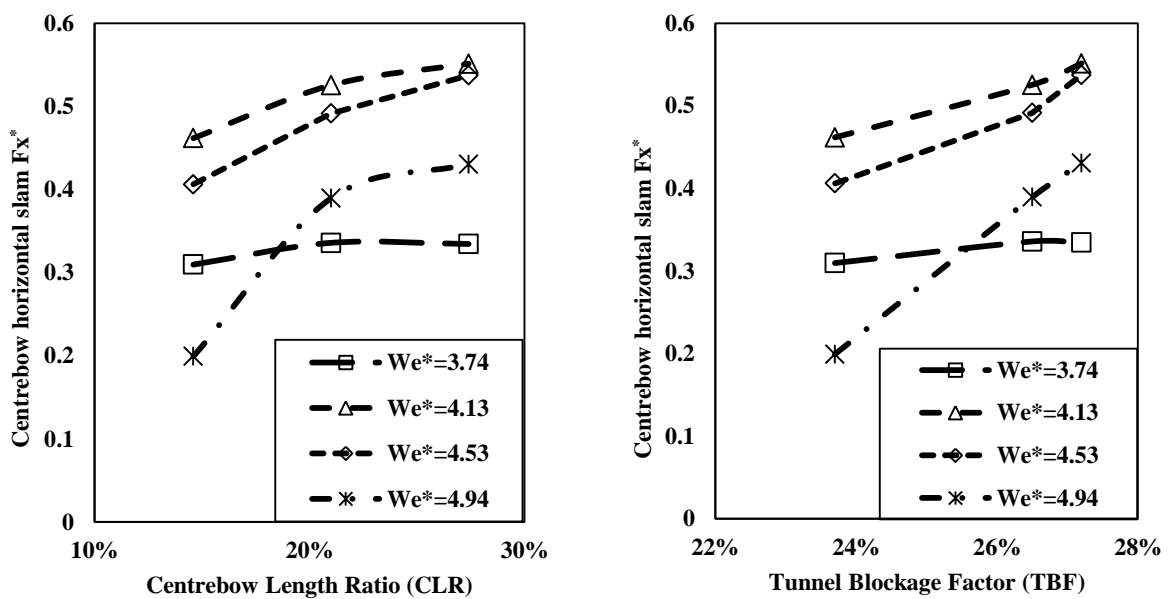 Centrebow horizontal slam Fx*
0.6
0.5
0.4
0.3
0.2
0.1
0
We*=3.74
We*=4.13
We*=4.53
We*=4.94
10%
20%
30%
Centrebow Length Ratio (CLR)
Centrebow horizontal slam Fx*
0.6
0.5
0.4
0.3
0.2
0.1
0
We*=3.74
We*=4.13
We*=4.53
We*=4.94
22%
24%
26%
28%
Tunnel Blockage Factor (TBF)